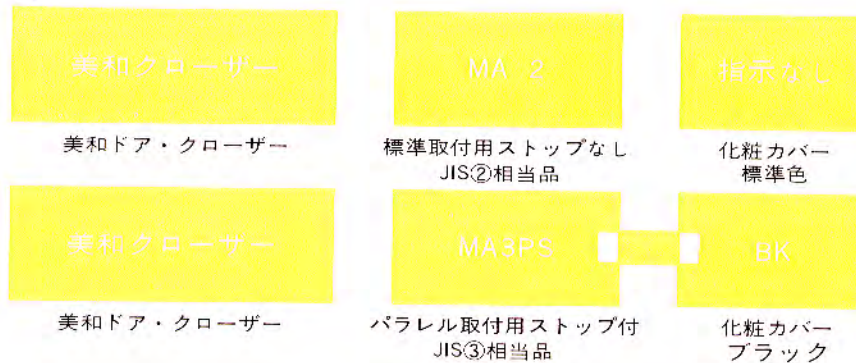 美和クローザー MA 2 指示なし
美和ドア・クローザー 標準取付用ストップなし 化粧カバー
JIS②相当品 標準色
美和クローザー MA3PS BK
美和ドア・クローザー パラレル取付用ストップ付 化粧カバー
JIS③相当品 ブラック